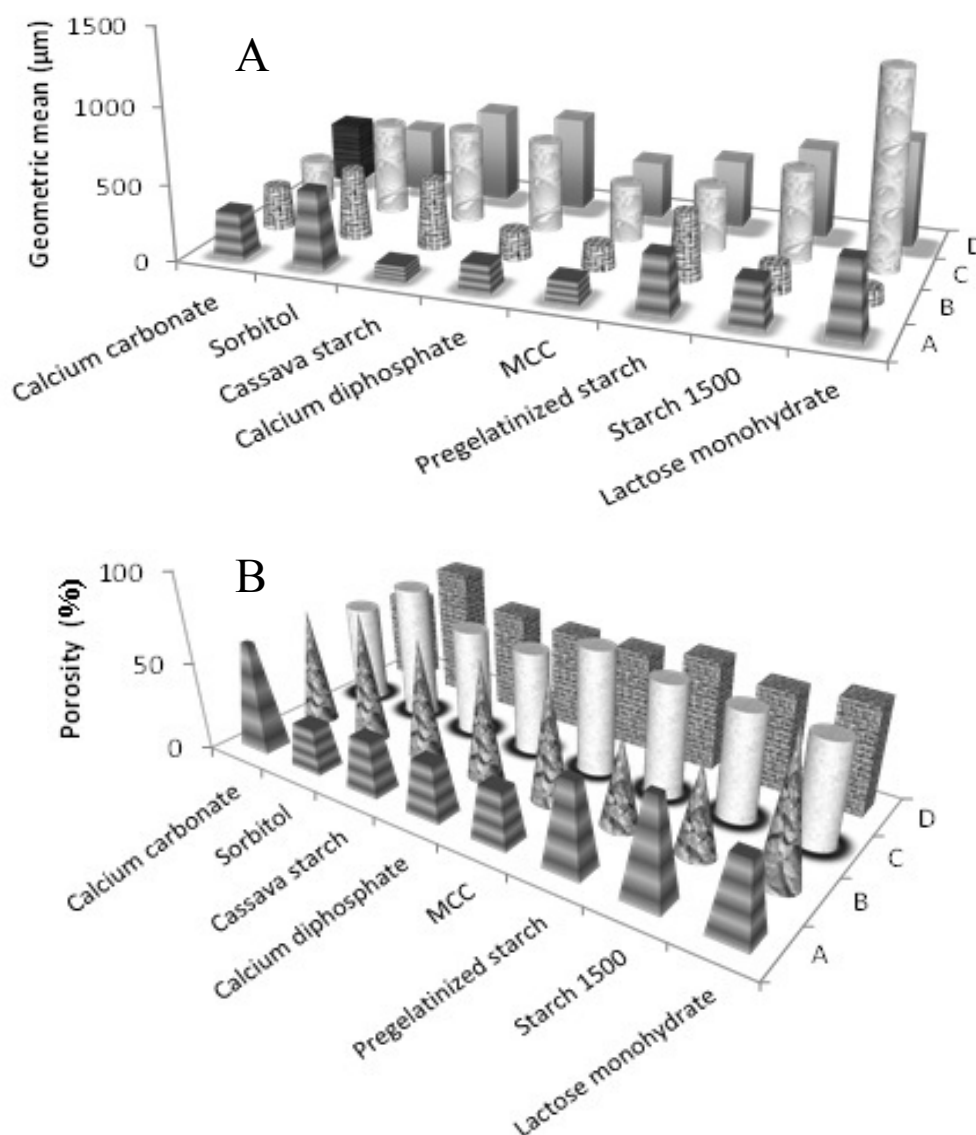 A
Geometric mean (µm)
1500
1000
500
0
Calcium carbonate
Sorbitol
Cassava starch
Calcium diphosphate
MCC
Pregelatinized starch
Starch 1500
Lactose monohydrate
A
B
C
D
B
Porosity (%)
100
50
0
Calcium carbonate
Sorbitol
Cassava starch
Calcium diphosphate
MCC
Pregelatinized starch
Starch 1500
Lactose monohydrate
A
B
C
D